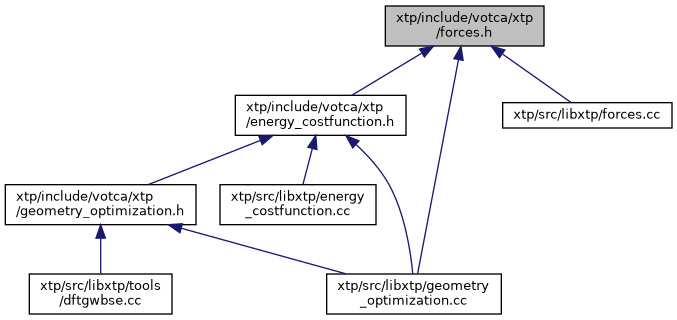 xtp/include/votca/xtp
/forces.h
xtp/include/votca/xtp
/energy_costfunction.h
xtp/src/libxtp/forces.cc
xtp/include/votca/xtp
/geometry_optimization.h
xtp/src/libxtp/energy
_costfunction.cc
xtp/src/libxtp/tools
/dftgwbse.cc
xtp/src/libxtp/geometry
_optimization.cc